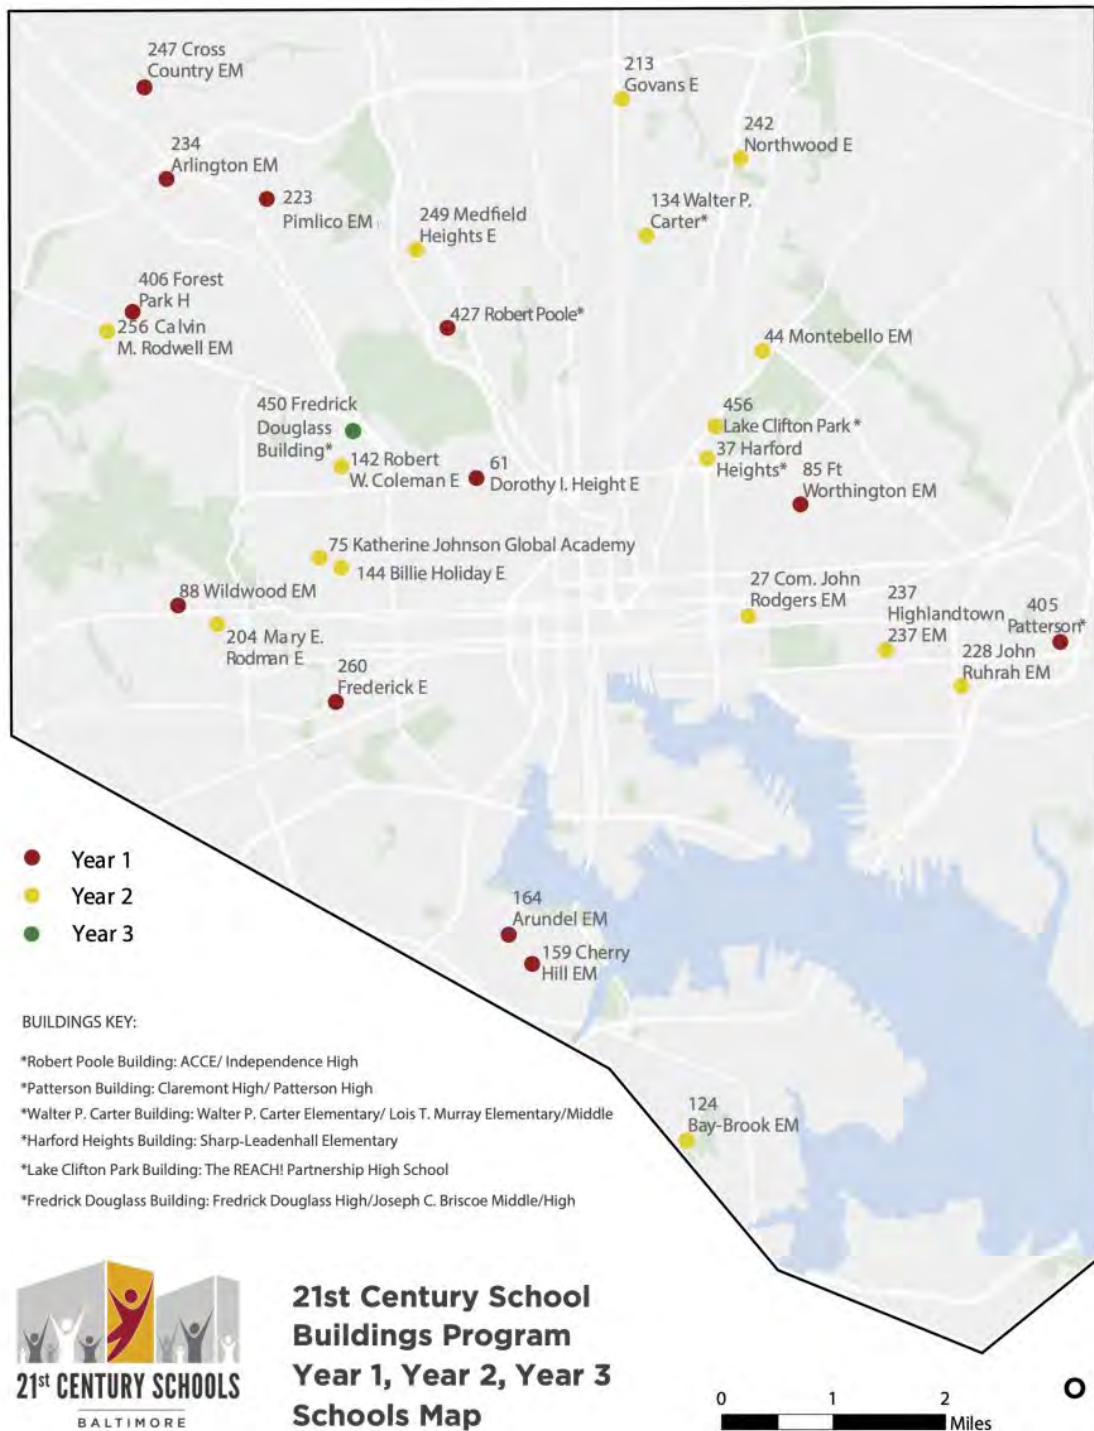 247 Cross
Country EM
213
Govans E
234
Arlington EM
242
Northwood E
223
Pimlico EM
249 Medfield
Heights E
134 Walter P.
Carter*
406 Forest
Park H
256 Calvin
M. Rodwell EM
427 Robert Poole*
44 Montebello EM
450 Fredrick
Douglass
Building*
142 Robert
W. Coleman E
61
Dorothy I. Height E
456
Lake Clifton Park *
37 Harford
Heights*
85 Ft
Worthington EM
75 Katherine Johnson Global Academy
144 Billie Holiday E
88 Wildwood EM
204 Mary E.
Rodman E
27 Com. John
Rodgers EM
237
Highlandtown
237 EM
405
Patterson*
228 John
Ruhrah EM
260
Frederick E
Year 1
Year 2
Year 3
164
Arundel EM
159 Cherry
Hill EM
124
Bay-Brook EM
BUILDINGS KEY:
*Robert Poole Building: ACCE/ Independence High
*Patterson Building: Claremont High/ Patterson High
*Walter P. Carter Building: Walter P. Carter Elementary/ Lois T. Murray Elementary/Middle
*Harford Heights Building: Sharp-Leadenhall Elementary
*Lake Clifton Park Building: The REACH! Partnership High School
*Fredrick Douglass Building: Fredrick Douglass High/Joseph C. Briscoe Middle/High
21st CENTURY SCHOOLS
BALTIMORE
21st Century School
Buildings Program
Year 1, Year 2, Year 3
Schools Map
0 1 2
Miles